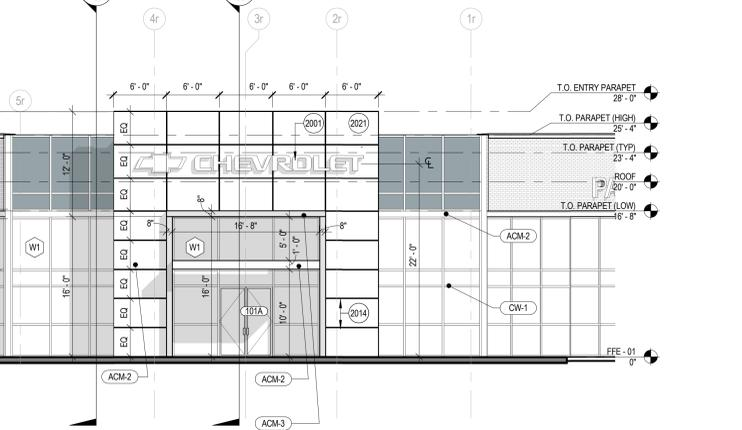 4r
3r
2r
1r
5r
6' - 0"
6' - 0"
6' - 0"
6' - 0"
6' - 0"
T.O. ENTRY PARAPET
28' - 0"
T.O. PARAPET (HIGH)
25' - 4"
T.O. PARAPET (TYP)
23' - 4"
ROOF
20' - 0"
T.O. PARAPET (LOW)
16' - 8"
EQ
2001
2021
12' - 0"
EQ
CHEVROLET
CL
EQ
PA
8"
EQ
8"
16' - 8"
8"
ACM-2
W1
W1
EQ
5' - 0"
1' - 0"
22' - 0"
EQ
16' - 0"
16' - 0"
EQ
101A
10' - 0"
2014
CW-1
EQ
FFE - 01
0"
ACM-2
ACM-2
ACM-3